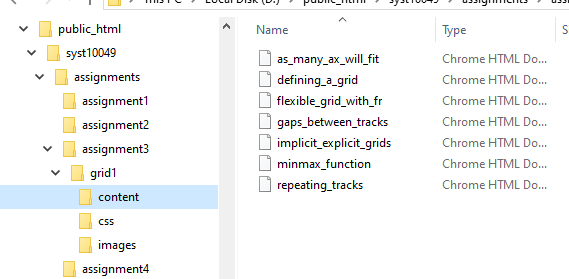 This PC > Local Disk (D:) > public_html > syst10049 > assignments >
public_html
syst10049
assignments
assignment1
assignment2
assignment3
grid1
content
css
images
assignment4
Name Type
as_many_ax_will_fit Chrome HTML Do...
defining_a_grid Chrome HTML Do...
flexible_grid_with_fr Chrome HTML Do...
gaps_between_tracks Chrome HTML Do...
implicit_explicit_grids Chrome HTML Do...
minmax_function Chrome HTML Do...
repeating_tracks Chrome HTML Do...